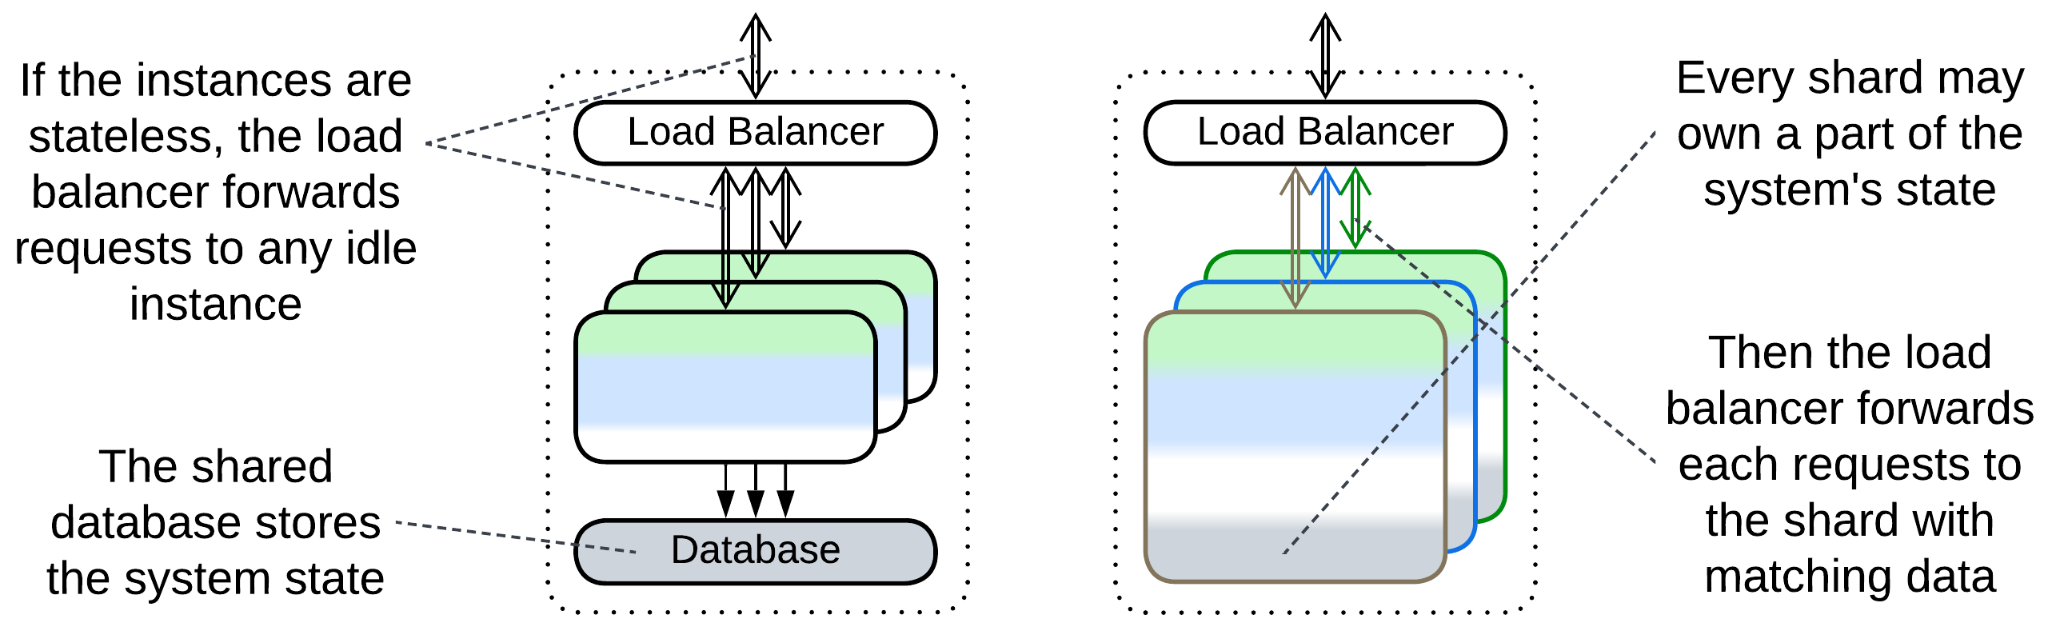 If the instances are
stateless, the load
balancer forwards
requests to any idle
instance
The shared
database stores
the system state
Load Balancer
Database
Load Balancer
Every shard may
own a part of the
system's state
Then the load
balancer forwards
each requests to
the shard with
matching data